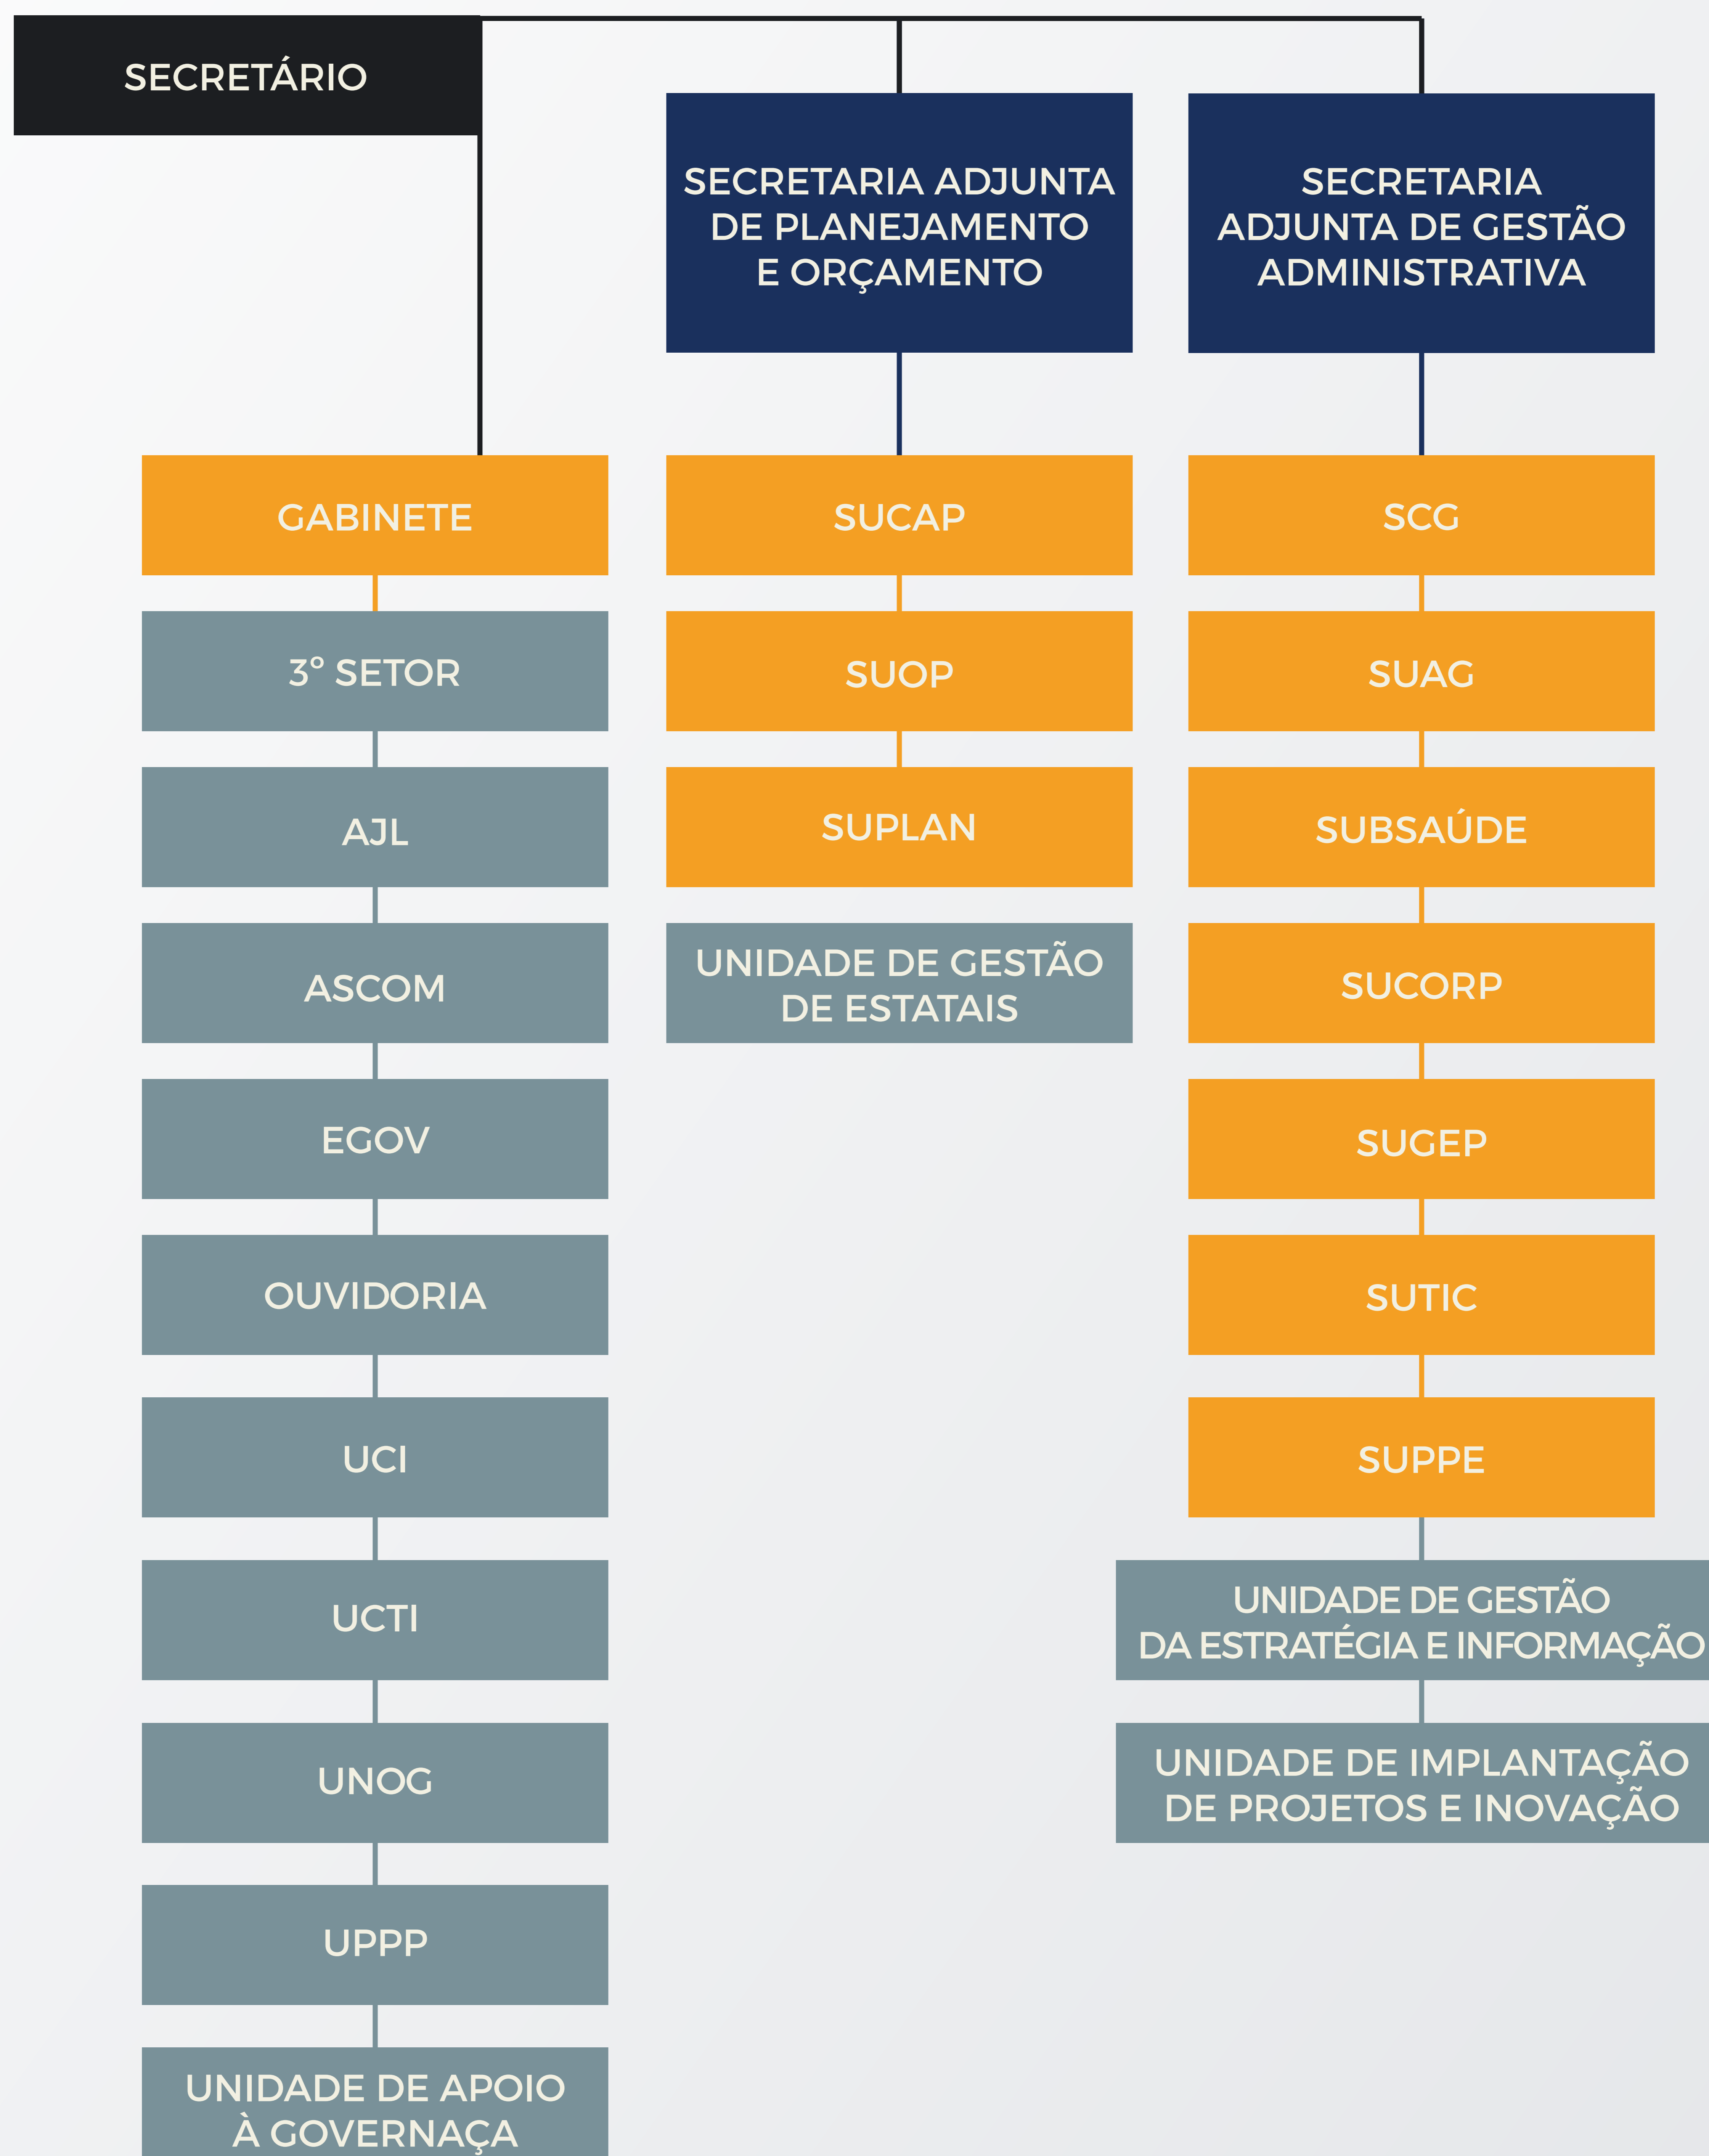 SECRETÁRIO
SECRETARIA ADJUNTA
DE PLANEJAMENTO
E ORÇAMENTO
SECRETARIA
ADJUNTA DE GESTÃO
ADMINISTRATIVA
GABINETE
3º SETOR
AJL
ASCOM
EGOV
OUVIDORIA
UCI
UCTI
UNOG
UPPP
UNIDADE DE APOIO
À GOVERNAÇA
SUCAP
SUOP
SUPLAN
UNIDADE DE GESTÃO
DE ESTATAIS
SCG
SUAG
SUBSAÚDE
SUCORP
SUGEP
SUTIC
SUPPE
UNIDADE DE GESTÃO
DA ESTRATÉGIA E INFORMAÇÃO
UNIDADE DE IMPLANTAÇÃO
DE PROJETOS E INOVAÇÃO